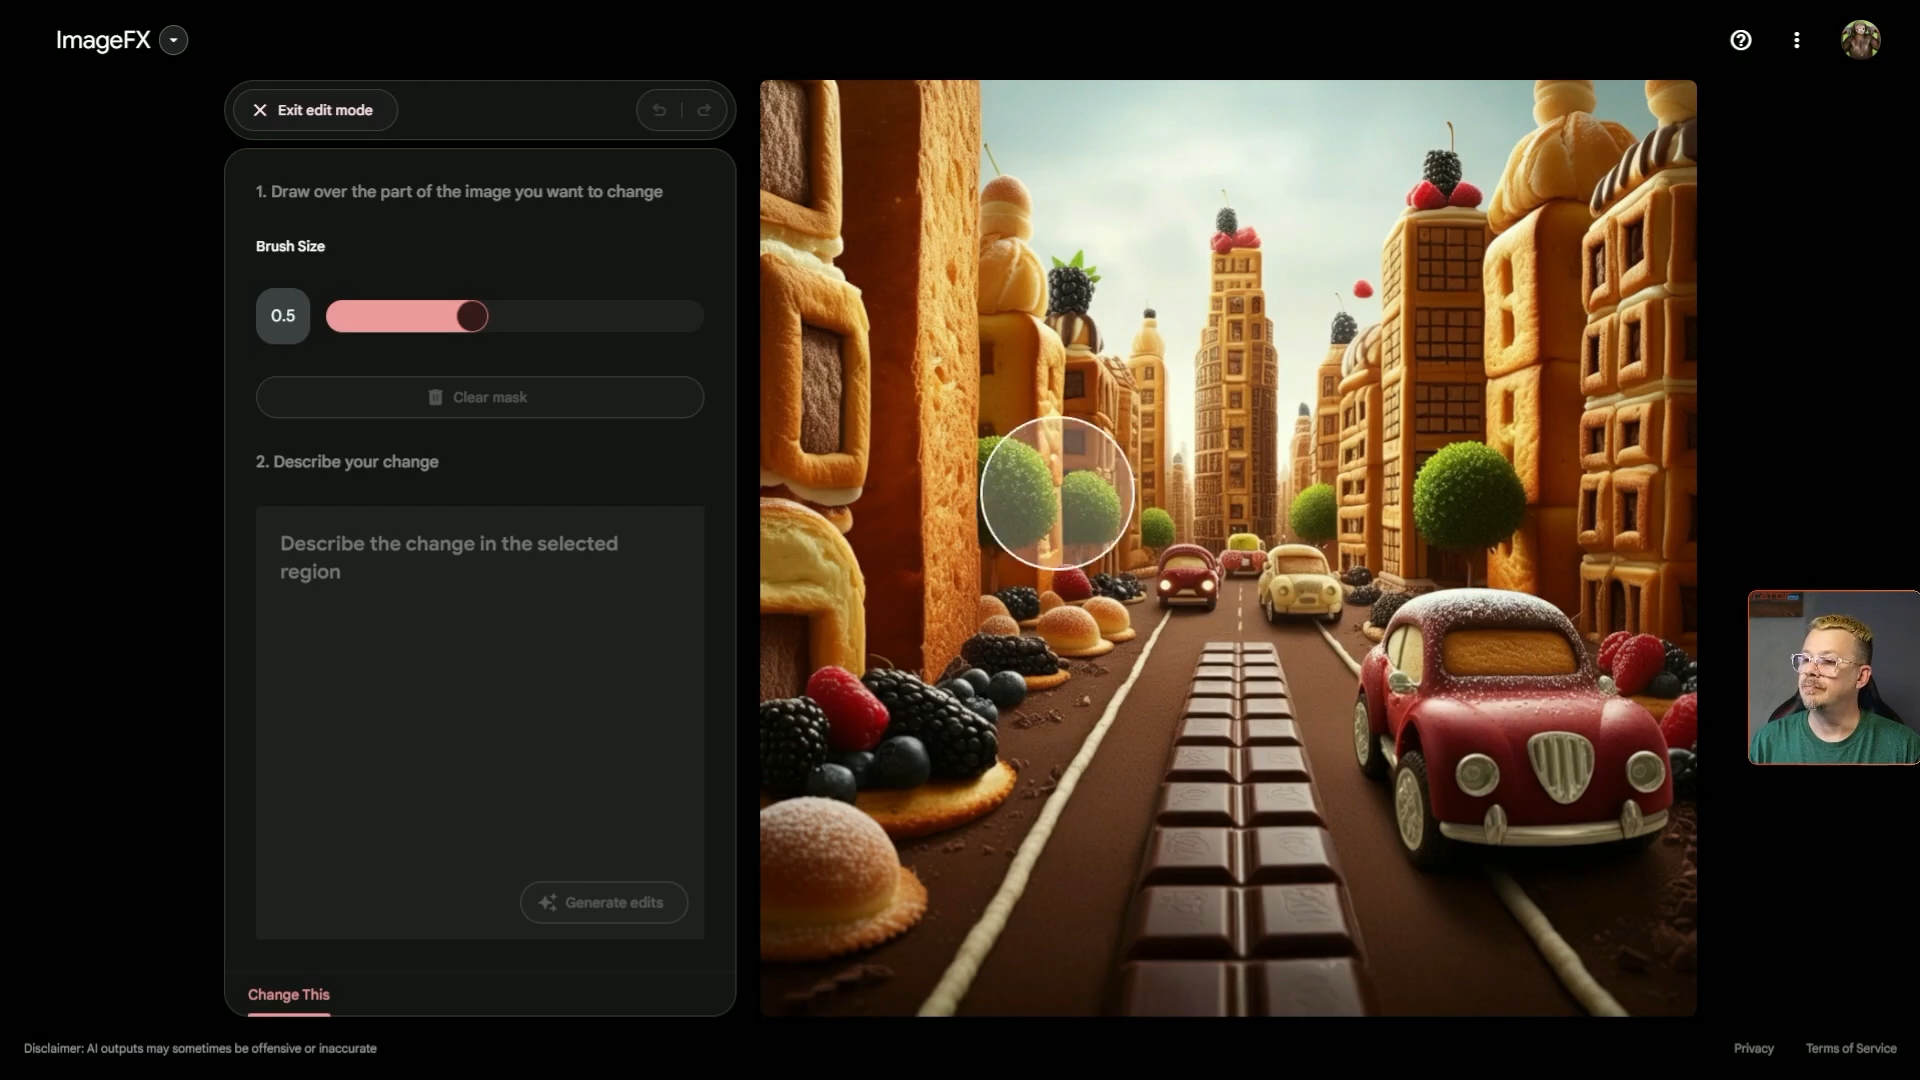 ImageFX
Exit edit mode
1. Draw over the part of the image you want to change
Brush Size
0.5
Clear mask
2. Describe your change
Describe the change in the selected
region
Generate edits
Change This
Disclaimer: AI outputs may sometimes be offensive or inaccurate
Privacy
Terms of Service